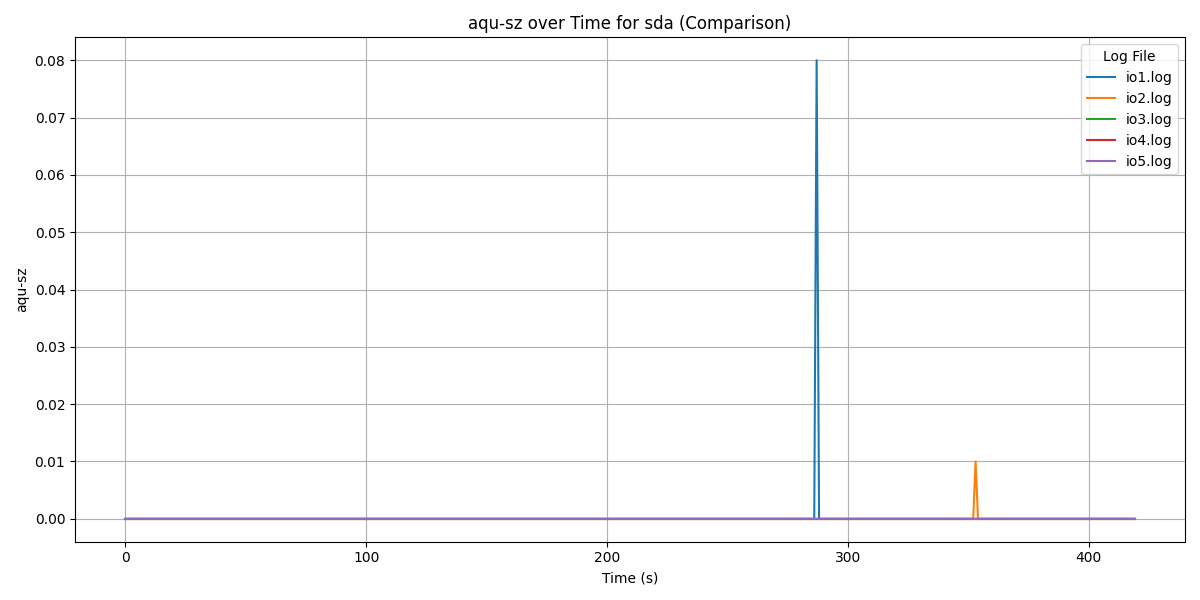 aqu-sz over Time for sda (Comparison)
Log File
io1.log
io2.log
io3.log
io4.log
io5.log
aqu-sz
0.08
0.07
0.06
0.05
0.04
0.03
0.02
0.01
0.00
0 100 200 300 400
Time (s)